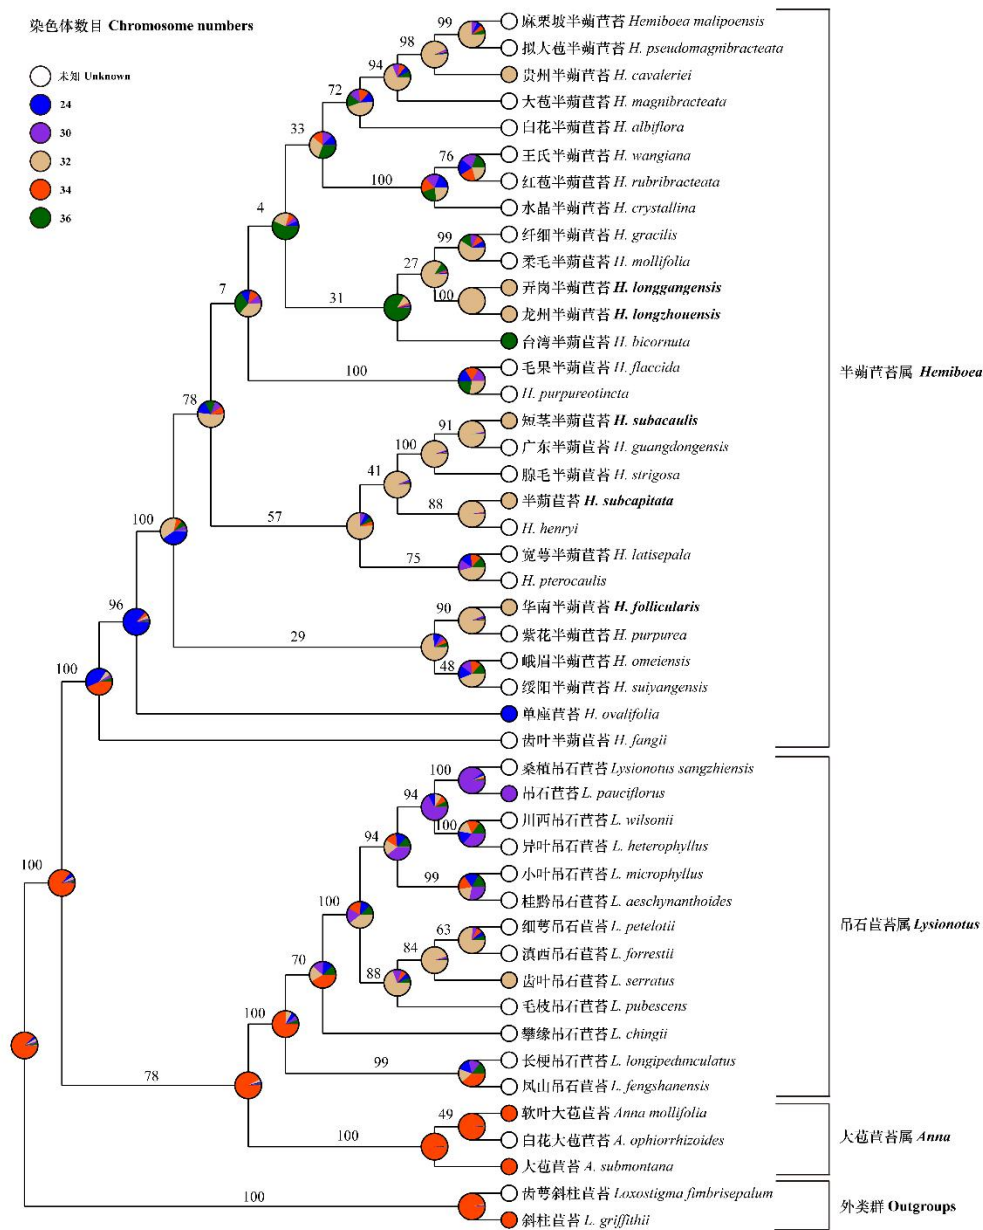 染色体数目 Chromosome numbers
未知 Unknown
24
30
32
34
36
麻栗坡半蒴苣苔 Hemiboea malipoensis
拟大苞半蒴苣苔 H. pseudomagnibracteata
贵州半蒴苣苔 H. cavaleriei
大苞半蒴苣苔 H. magnibracteata
白花半蒴苣苔 H. albiflora
王氏半蒴苣苔 H. wangiana
红苞半蒴苣苔 H. rubribracteata
水晶半蒴苣苔 H. crystallina
纤细半蒴苣苔 H. gracilis
柔毛半蒴苣苔 H. mollifolia
弄岗半蒴苣苔 H. longgangensis
龙州半蒴苣苔 H. longzhouensis
台湾半蒴苣苔 H. bicornuta
毛果半蒴苣苔 H. flaccida
H. purpureotincta
短茎半蒴苣苔 H. subacaulis
广东半蒴苣苔 H. guangdongensis
腺毛半蒴苣苔 H. strigosa
半蒴苣苔 H. subcapitata
H. henryi
宽萼半蒴苣苔 H. latisepala
H. pterocaulis
华南半蒴苣苔 H. follicularis
紫花半蒴苣苔 H. purpurea
峨眉半蒴苣苔 H. omeiensis
绥阳半蒴苣苔 H. suiyangensis
单座苣苔 H. ovalifolia
齿叶半蒴苣苔 H. fangii
桑植吊石苣苔 Lysionotus sangzhiensis
吊石苣苔 L. pauciflorus
川西吊石苣苔 L. wilsonii
异叶吊石苣苔 L. heterophyllus
小叶吊石苣苔 L. microphyllus
桂黔吊石苣苔 L. aeschynanthoides
细萼吊石苣苔 L. petelotii
滇西吊石苣苔 L. forrestii
齿叶吊石苣苔 L. serratus
毛枝吊石苣苔 L. pubescens
攀缘吊石苣苔 L. chingii
长梗吊石苣苔 L. longipedunculatus
凤山吊石苣苔 L. fengshanensis
软叶大苞苣苔 Anna mollifolia
白花大苞苣苔 A. ophiorrhizoides
大苞苣苔 A. submontana
齿萼斜柱苣苔 Loxostigma fimbrisepalum
斜柱苣苔 L. griffithii
半蒴苣苔属 Hemiboea
吊石苣苔属 Lysionotus
大苞苣苔属 Anna
外类群 Outgroups
99
98
94
72
33
76
100
4
99
27
100
31
7
100
78
91
100
41
88
57
75
100
90
29
48
96
100
100
100
94
100
94
99
100
63
84
88
70
100
99
78
49
100
100